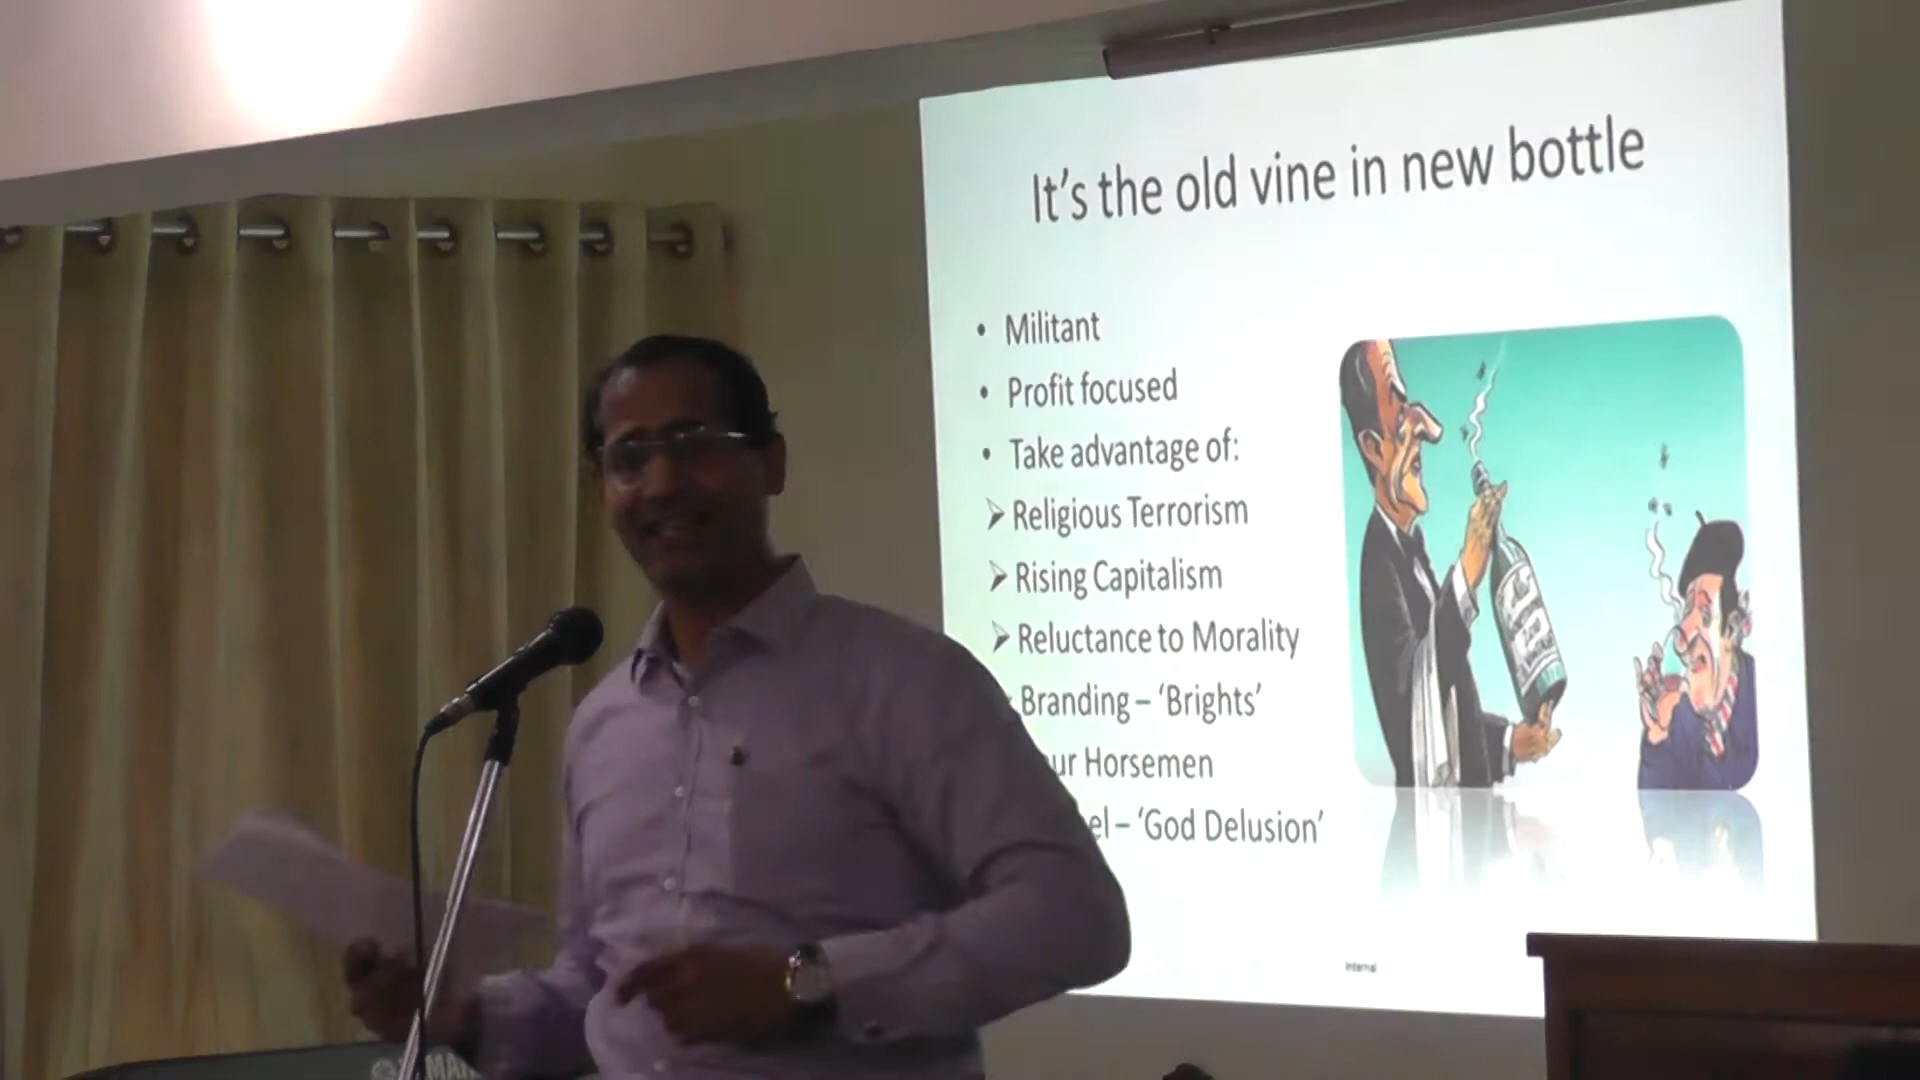 It's the old vine in new bottle
• Militant
• Profit focused
• Take advantage of:
➢ Religious Terrorism
➢ Rising Capitalism
➢ Reluctance to Morality
Branding – 'Brights'
Horsemen
– 'God Delusion'
Internal